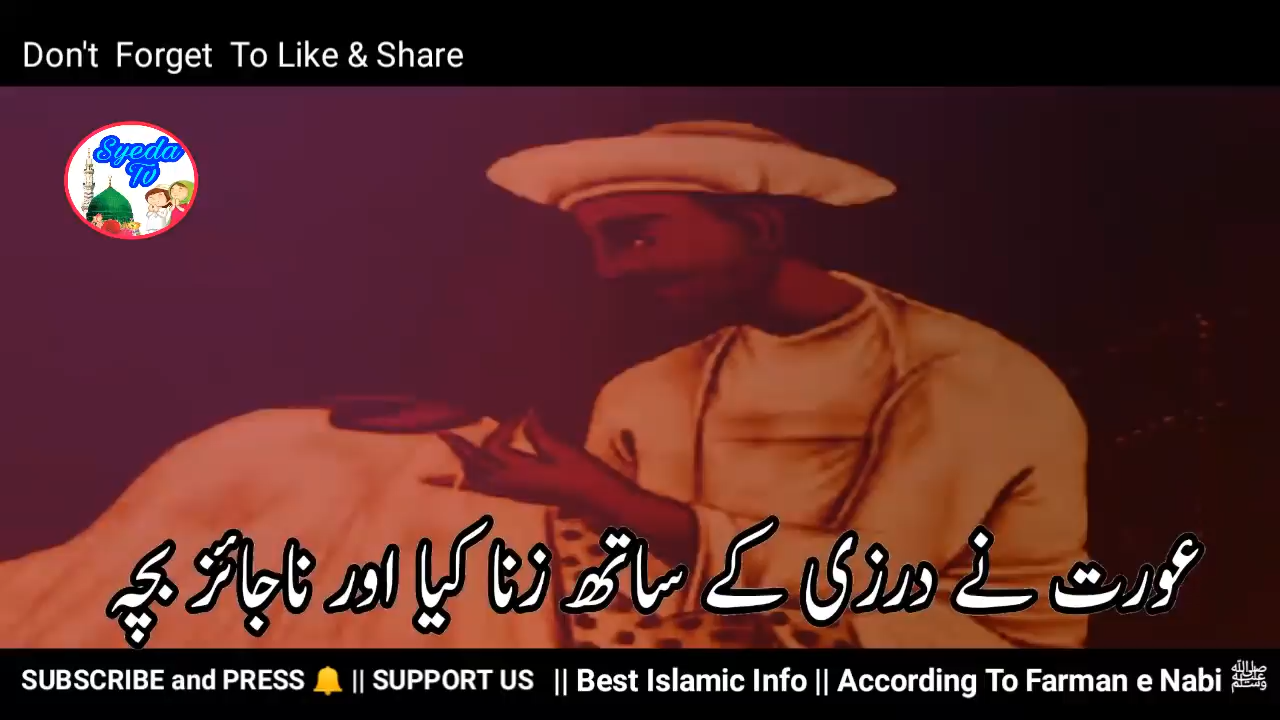 Don't Forget To Like & Share
Syeda
Tv
عورت نے درزی کے ساتھ زنا کیا اور ناجائز بچہ
SUBSCRIBE and PRESS 🔔 || SUPPORT US || Best Islamic Info || According To Farman e Nabi ﷺ